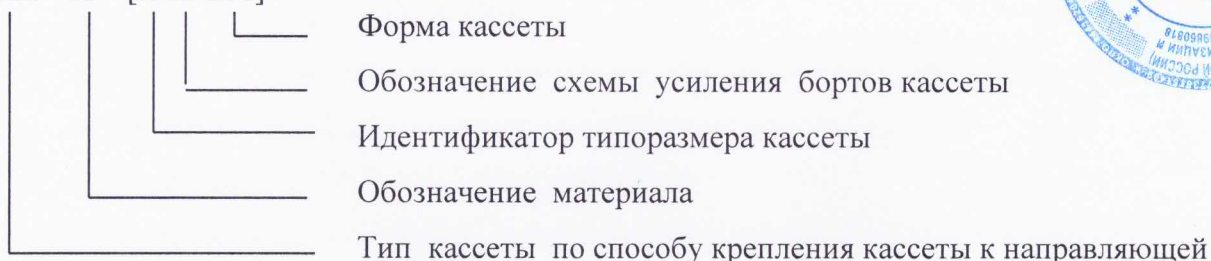 Форма кассеты
Обозначение схемы усиления бортов кассеты
Идентификатор типоразмера кассеты
Обозначение материала
Тип кассеты по способу крепления кассеты к направляющей